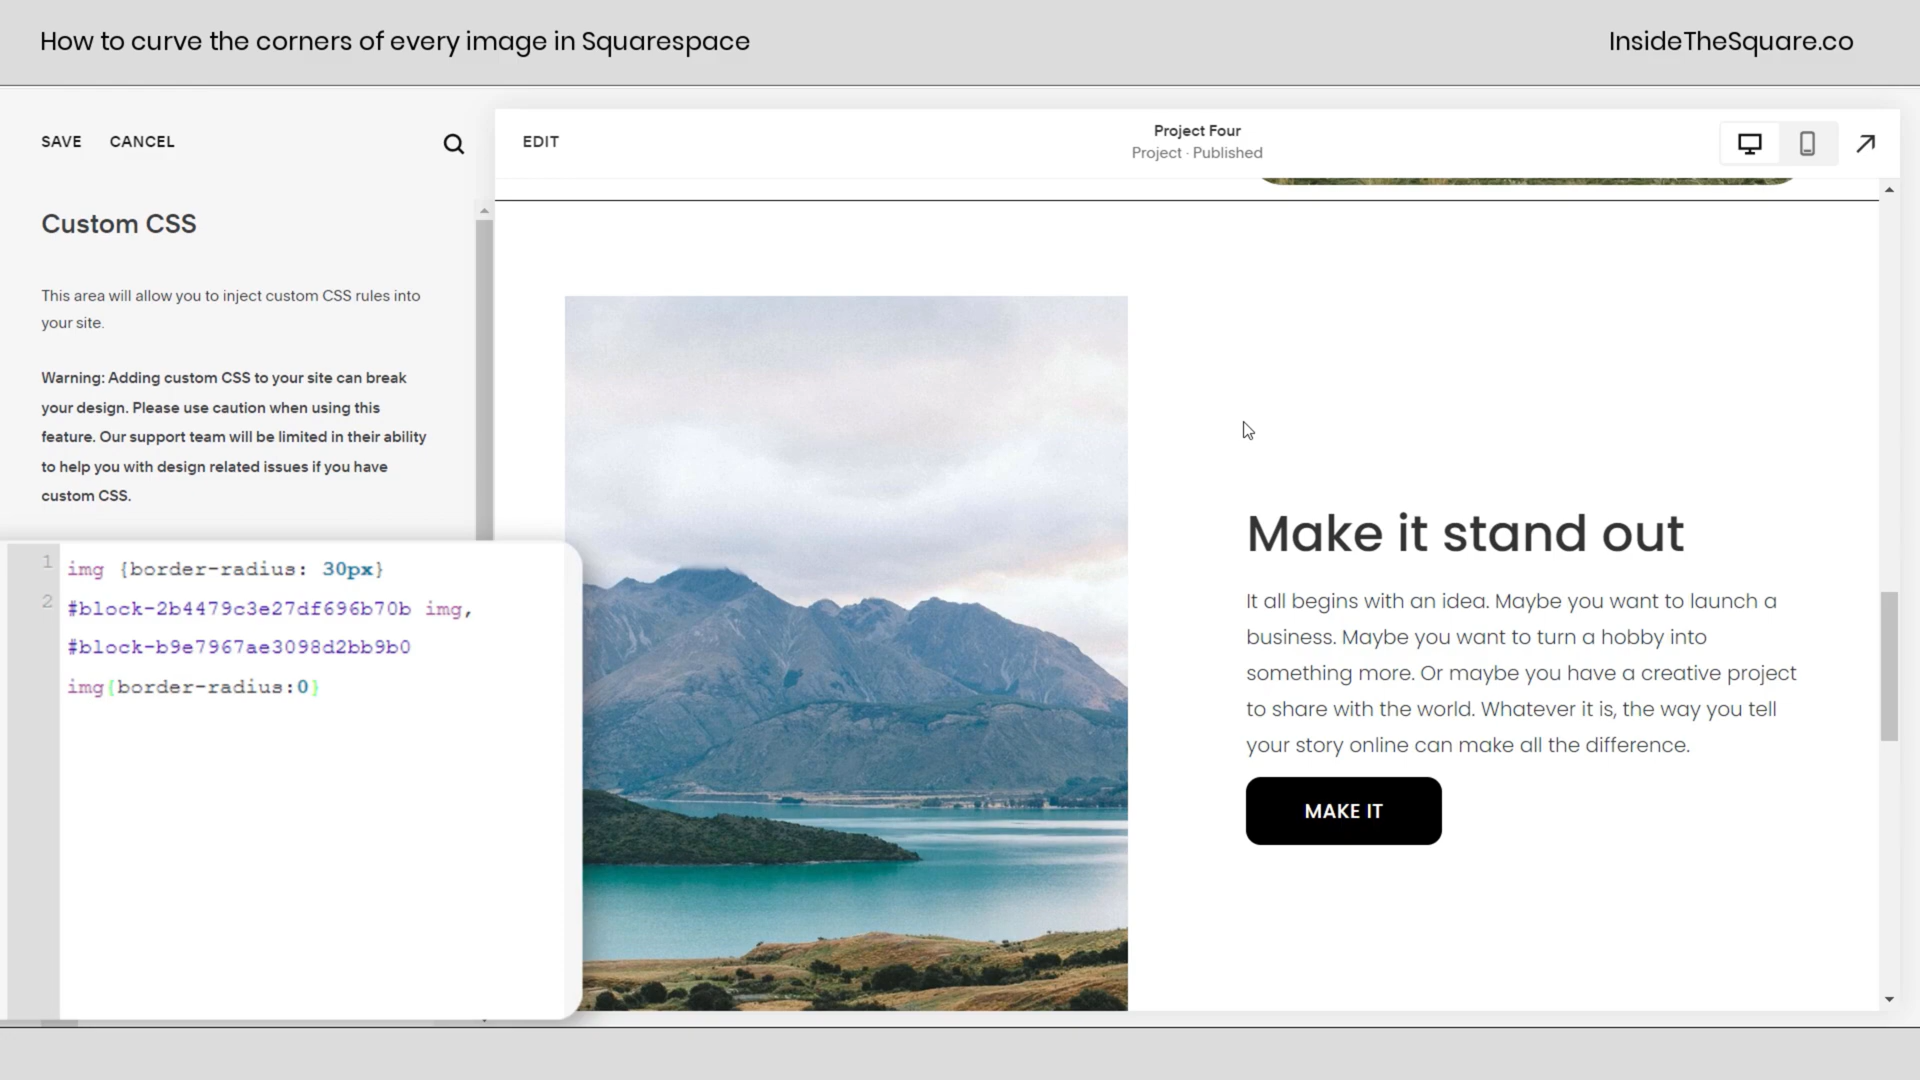 How to curve the corners of every image in Squarespace
InsideTheSquare.co
SAVE CANCEL
EDIT
Project Four
Project · Published
Custom CSS
This area will allow you to inject custom CSS rules into
your site.
Warning: Adding custom CSS to your site can break
your design. Please use caution when using this
feature. Our support team will be limited in their ability
to help you with design related issues if you have
custom CSS.
1 img {border-radius: 30px}
2 #block-2b4479c3e27df696b70b img,
#block-b9e7967ae3098d2bb9b0
img{border-radius:0}
Make it stand out
It all begins with an idea. Maybe you want to launch a
business. Maybe you want to turn a hobby into
something more. Or maybe you have a creative project
to share with the world. Whatever it is, the way you tell
your story online can make all the difference.
MAKE IT